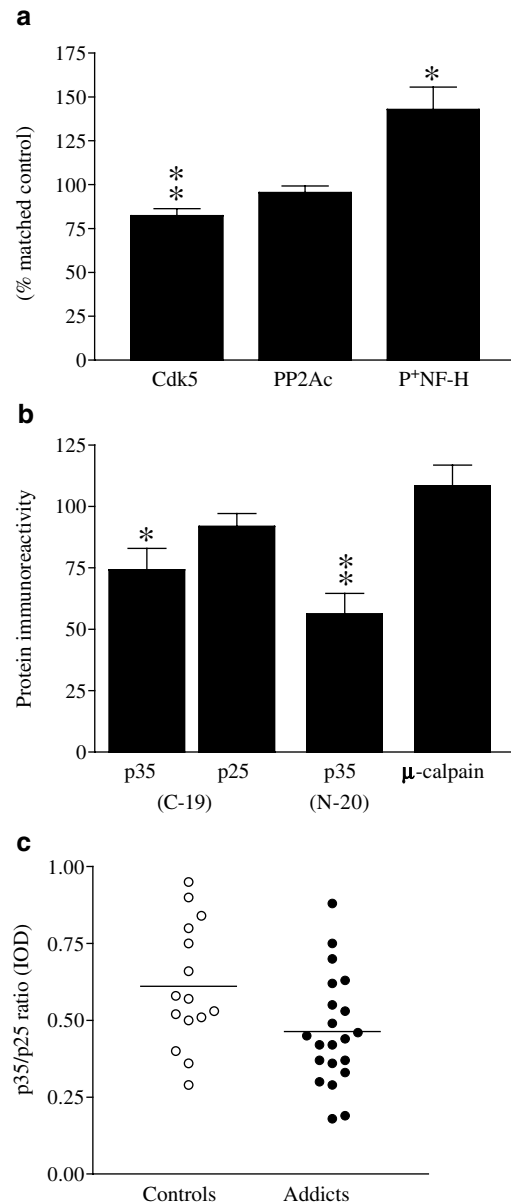 a
175
150
125
100
75
50
25
0
(% matched control)
*
*
*
Cdk5 PP2Ac P⁺NF-H
b
125
100
75
50
25
0
Protein immunoreactivity
*
*
*
p35 p25 p35 μ-calpain
(C-19) (N-20)
c
1.00
0.75
0.50
0.25
0.00
p35/p25 ratio (IOD)
Controls Addicts